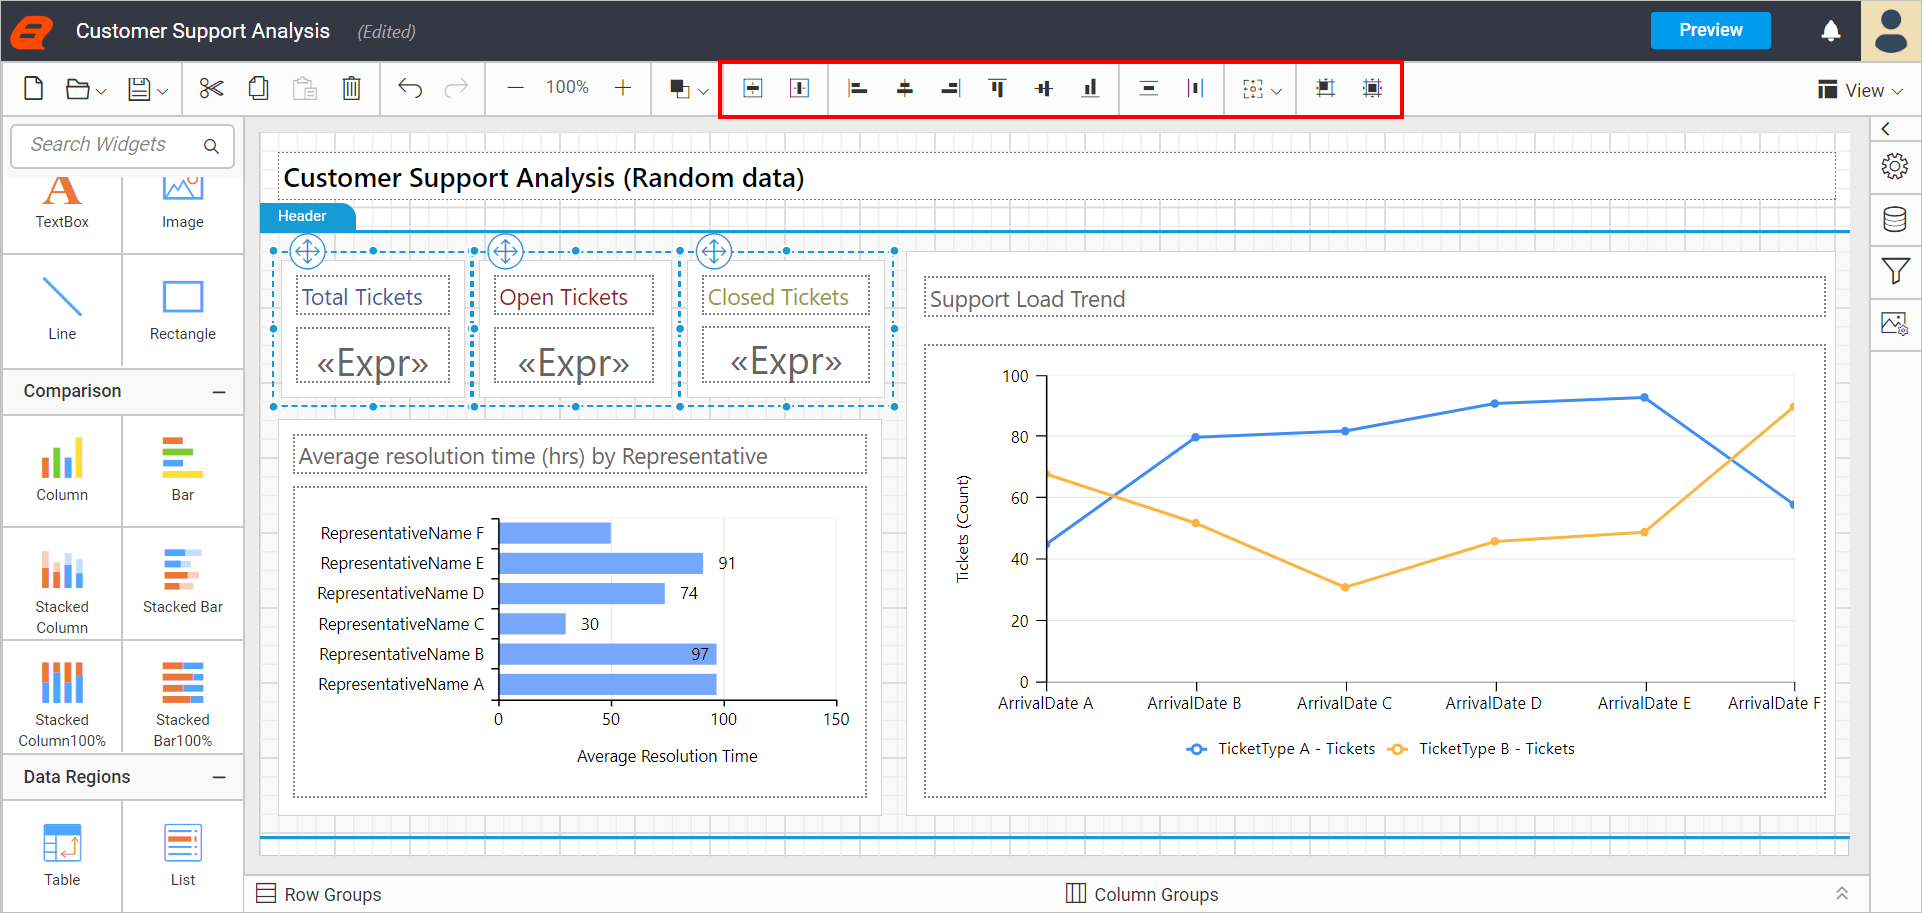 Customer Support Analysis (Edited) Preview
100% View
Search Widgets
TextBox Image
Line Rectangle
Comparison
Column Bar
Stacked
Column
Stacked Bar
Stacked
Column100%
Stacked
Bar100%
Data Regions
Table List
Customer Support Analysis (Random data)
Header
Total Tickets
«Expr»
Open Tickets
«Expr»
Closed Tickets
«Expr»
Average resolution time (hrs) by Representative
RepresentativeName F
RepresentativeName E 91
RepresentativeName D 74
RepresentativeName C 30
RepresentativeName B 97
RepresentativeName A
0 50 100 150
Average Resolution Time
Support Load Trend
Tickets (Count)
100
80
60
40
20
0
ArrivalDate A ArrivalDate B ArrivalDate C ArrivalDate D ArrivalDate E ArrivalDate F
TicketType A - Tickets TicketType B - Tickets
Row Groups Column Groups